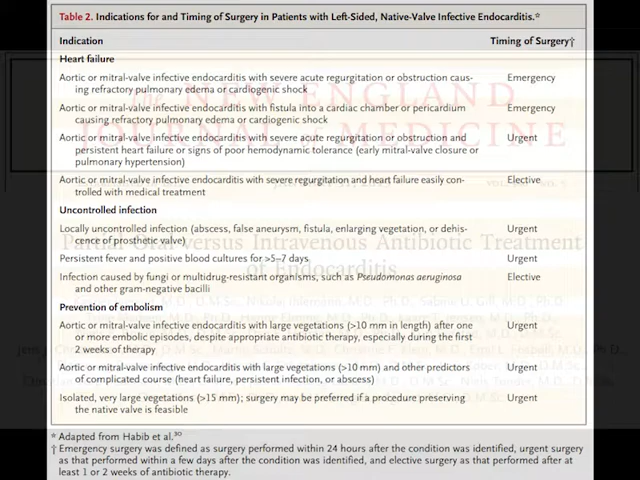 Table 2. Indications for and Timing of Surgery in Patients with Left-Sided, Native-Valve Infective Endocarditis.*
Indication Timing of Surgery†
Heart failure
Aortic or mitral-valve infective endocarditis with severe acute regurgitation or obstruction caus- Emergency
ing refractory pulmonary edema or cardiogenic shock
Aortic or mitral-valve infective endocarditis with fistula into a cardiac chamber or pericardium Emergency
causing refractory pulmonary edema or cardiogenic shock
Aortic or mitral-valve infective endocarditis with severe acute regurgitation or obstruction and Urgent
persistent heart failure or signs of poor hemodynamic tolerance (early mitral-valve closure or
pulmonary hypertension)
Aortic or mitral-valve infective endocarditis with severe regurgitation and heart failure easily con- Elective
trolled with medical treatment
Uncontrolled infection
Locally uncontrolled infection (abscess, false aneurysm, fistula, enlarging vegetation, or dehis- Urgent
cence of prosthetic valve)
Persistent fever and positive blood cultures for >5–7 days Urgent
Infection caused by fungi or multidrug-resistant organisms, such as Pseudomonas aeruginosa Elective
and other gram-negative bacilli
Prevention of embolism
Aortic or mitral-valve infective endocarditis with large vegetations (>10 mm in length) after one Urgent
or more embolic episodes, despite appropriate antibiotic therapy, especially during the first
2 weeks of therapy
Aortic or mitral-valve infective endocarditis with large vegetations (>10 mm) and other predictors Urgent
of complicated course (heart failure, persistent infection, or abscess)
Isolated, very large vegetations (>15 mm); surgery may be preferred if a procedure preserving Urgent
the native valve is feasible
* Adapted from Habib et al.30
† Emergency surgery was defined as surgery performed within 24 hours after the condition was identified, urgent surgery
as that performed within a few days after the condition was identified, and elective surgery as that performed after at
least 1 or 2 weeks of antibiotic therapy.
NEW ENGLAND
JOURNAL of MEDICINE
Partial Oral versus Intravenous Antibiotic Treatment
of Endocarditis